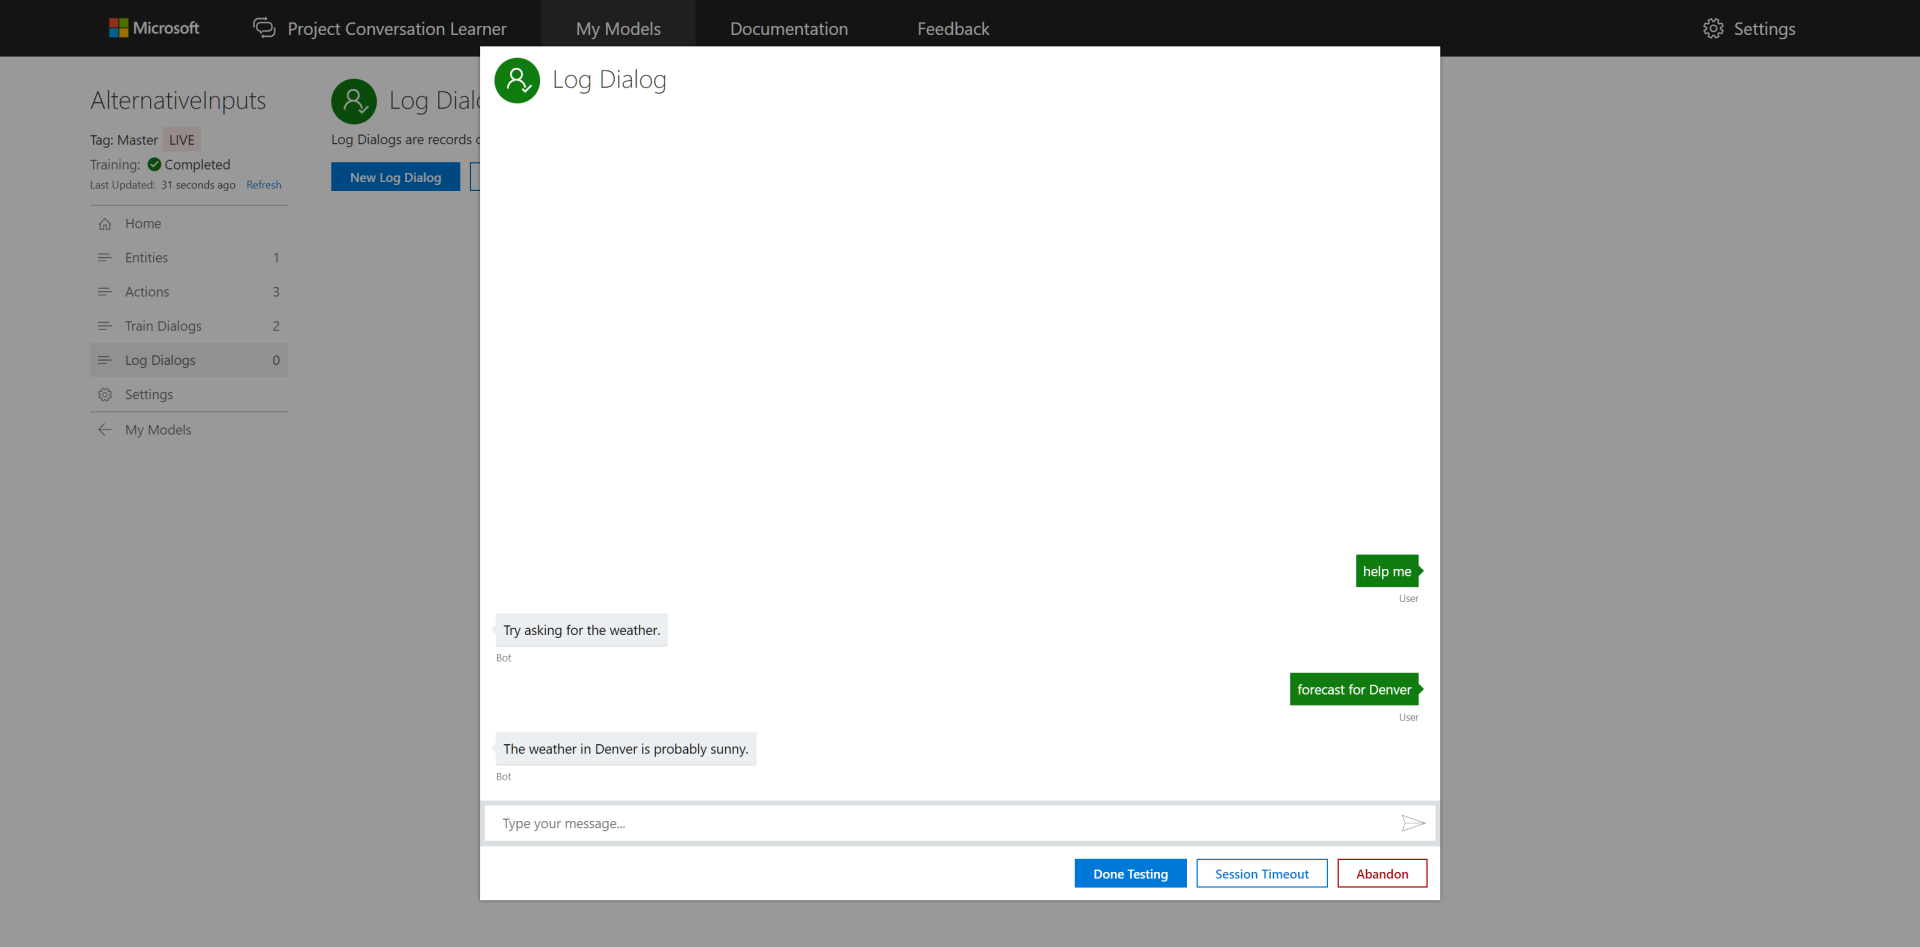 Microsoft Project Conversation Learner My Models Documentation Feedback Settings
AlternativeInputs
Tag: Master LIVE
Training: Completed
Last Updated: 31 seconds ago Refresh
Home
Entities 1
Actions 3
Train Dialogs 2
Log Dialogs 0
Settings
My Models
Log Dialo
Log Dialogs are records
New Log Dialog
Log Dialog
help me
User
Try asking for the weather.
Bot
forecast for Denver
User
The weather in Denver is probably sunny.
Bot
Type your message...
Done Testing Session Timeout Abandon